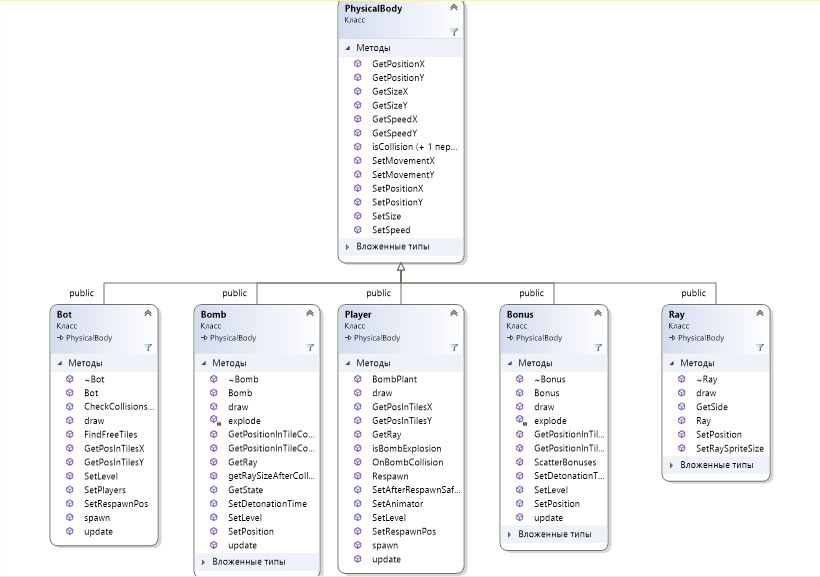 PhysicalBody
Класс
Методы
GetPositionX
GetPositionY
GetSizeX
GetSizeY
GetSpeedX
GetSpeedY
isCollision (+ 1 пер...
SetMovementX
SetMovementY
SetPositionX
SetPositionY
SetSize
SetSpeed
Вложенные типы
public
public
public
public
public
Bot
Класс
PhysicalBody
Методы
~Bot
Bot
CheckCollisions...
draw
FindFreeTiles
GetPosInTilesX
GetPosInTilesY
SetLevel
SetPlayers
SetRespawnPos
spawn
update
Bomb
Класс
PhysicalBody
Методы
~Bomb
Bomb
draw
explode
GetPositionInTileCo...
GetPositionInTileCo...
GetRay
getRaySizeAfterColl...
GetState
SetDetonationTime
SetLevel
SetPosition
update
Вложенные типы
Player
Класс
PhysicalBody
Методы
BombPlant
draw
GetPosInTilesX
GetPosInTilesY
GetRay
isBombExplosion
OnBombCollision
Respawn
SetAfterRespawnSaf...
SetAnimator
SetLevel
SetRespawnPos
spawn
update
Bonus
Класс
PhysicalBody
Методы
~Bonus
Bonus
draw
explode
GetPositionInTil...
GetPositionInTil...
ScatterBonuses
SetDetonationT...
SetLevel
SetPosition
update
Вложенные типы
Ray
Класс
PhysicalBody
Методы
~Ray
draw
GetSide
Ray
SetPosition
SetRaySpriteSize
Вложенные типы